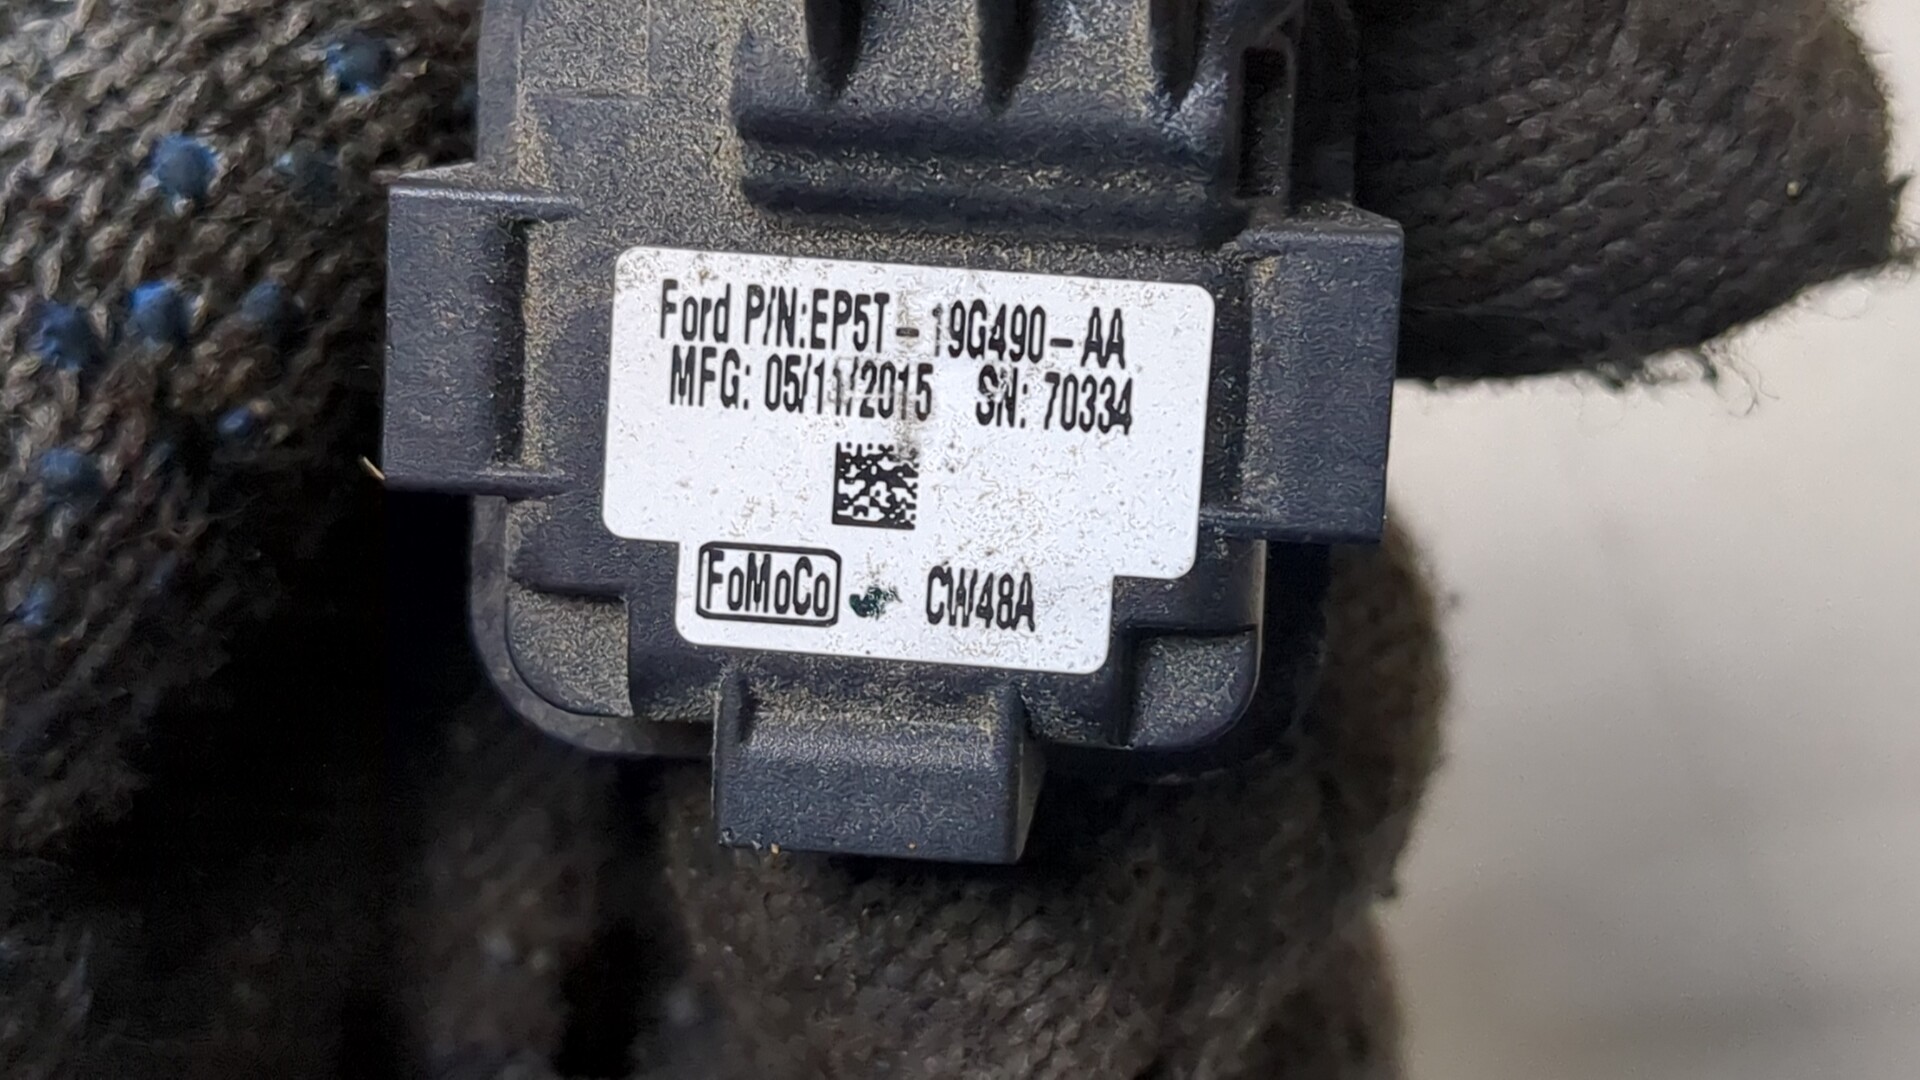 Ford P/N:EP5T-19G490-AA
MFG: 05/11/2015 SN: 70334
FoMoCo CW48A